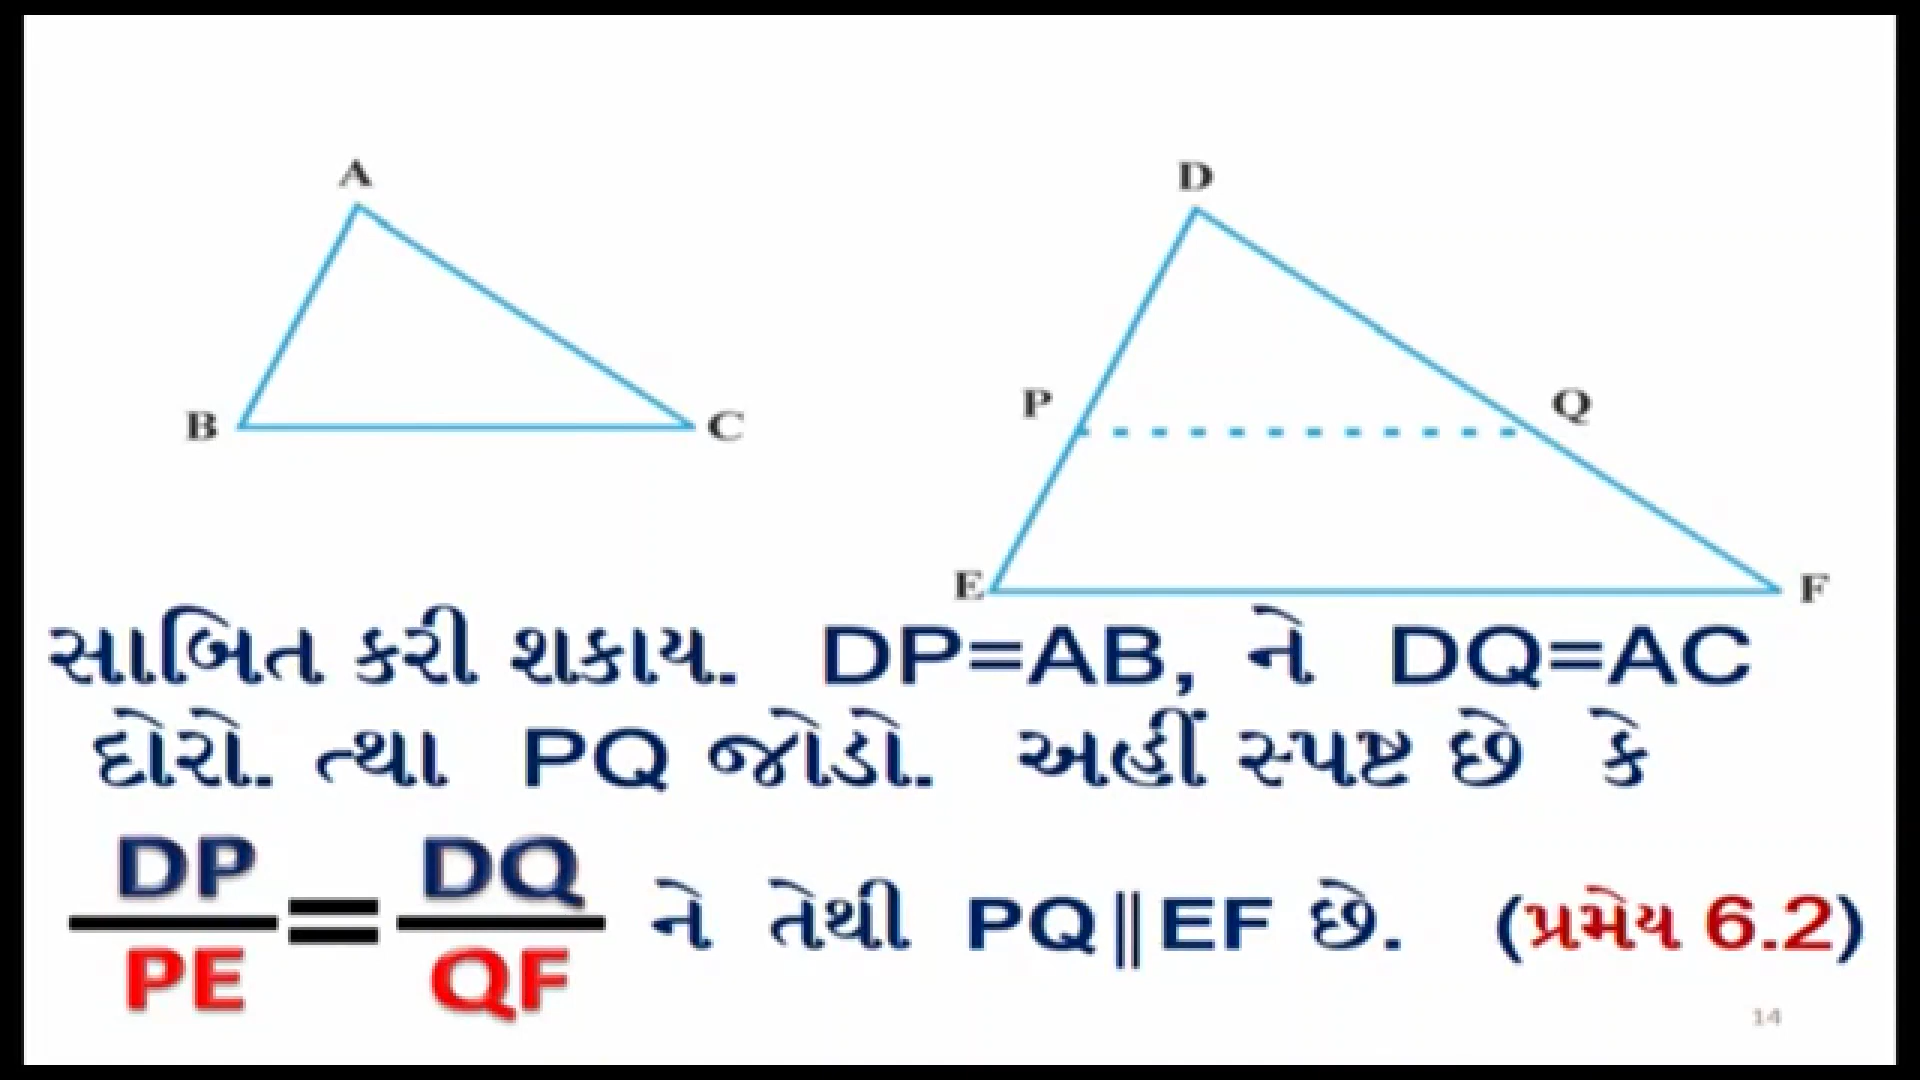 A
D
P
Q
B
C
E
F
સાબિત કરી શકાય. DP=AB, ને DQ=AC
દોરો. ત્થા PQ જોડો. અહીં સ્પષ્ટ છે કે
DP/PE = DQ/QF ને તેથી PQ||EF છે. (પ્રમેય 6.2)
14